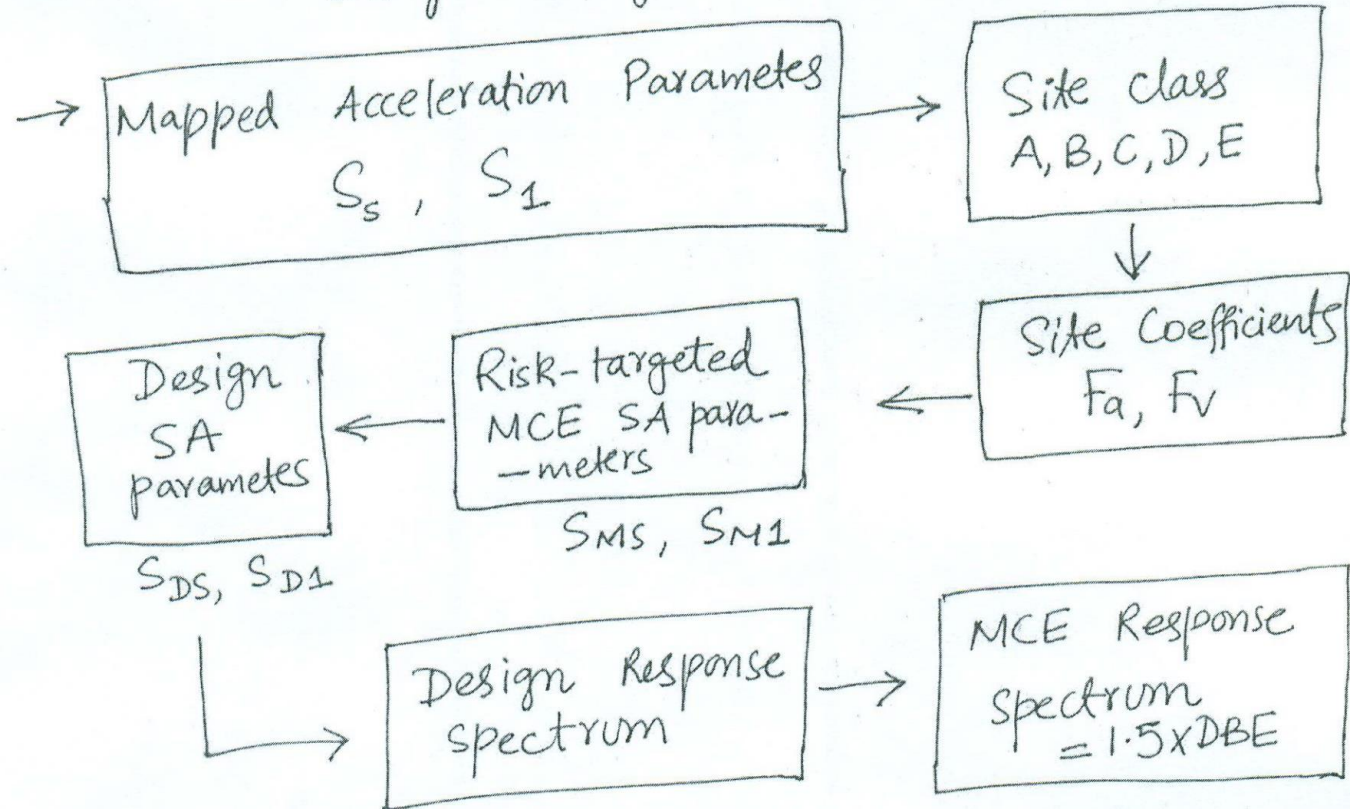 Mapped Acceleration Parametes
Ss, S1
Site class
A, B, C, D, E
Site Coefficients
Fa, Fv
Risk-targeted
MCE SA para-
-meters
SMS, SM1
Design
SA
parametes
SDS, SD1
Design Response
spectrum
MCE Response
spectrum
= 1.5xDBE